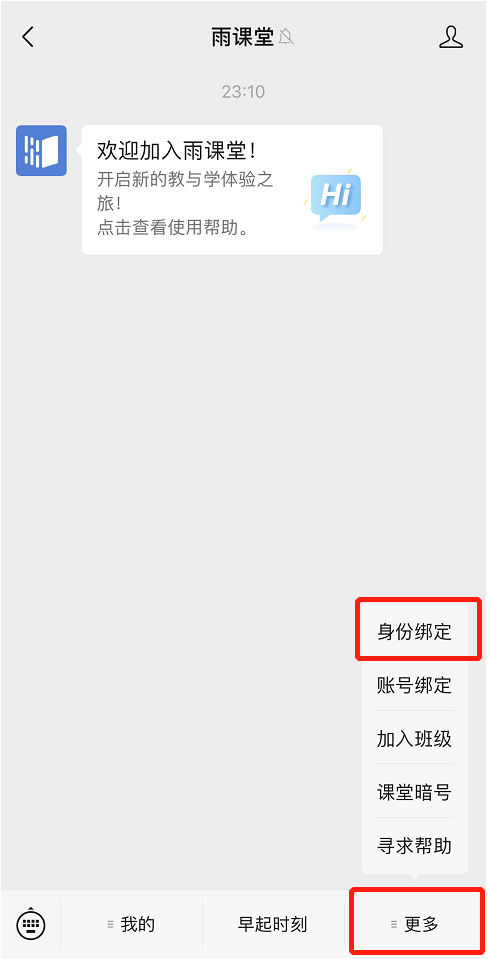 雨课堂
23:10
欢迎加入雨课堂！
开启新的教与学体验之
旅！
点击查看使用帮助。
Hi
身份绑定
账号绑定
加入班级
课堂暗号
寻求帮助
我的
早起时刻
更多